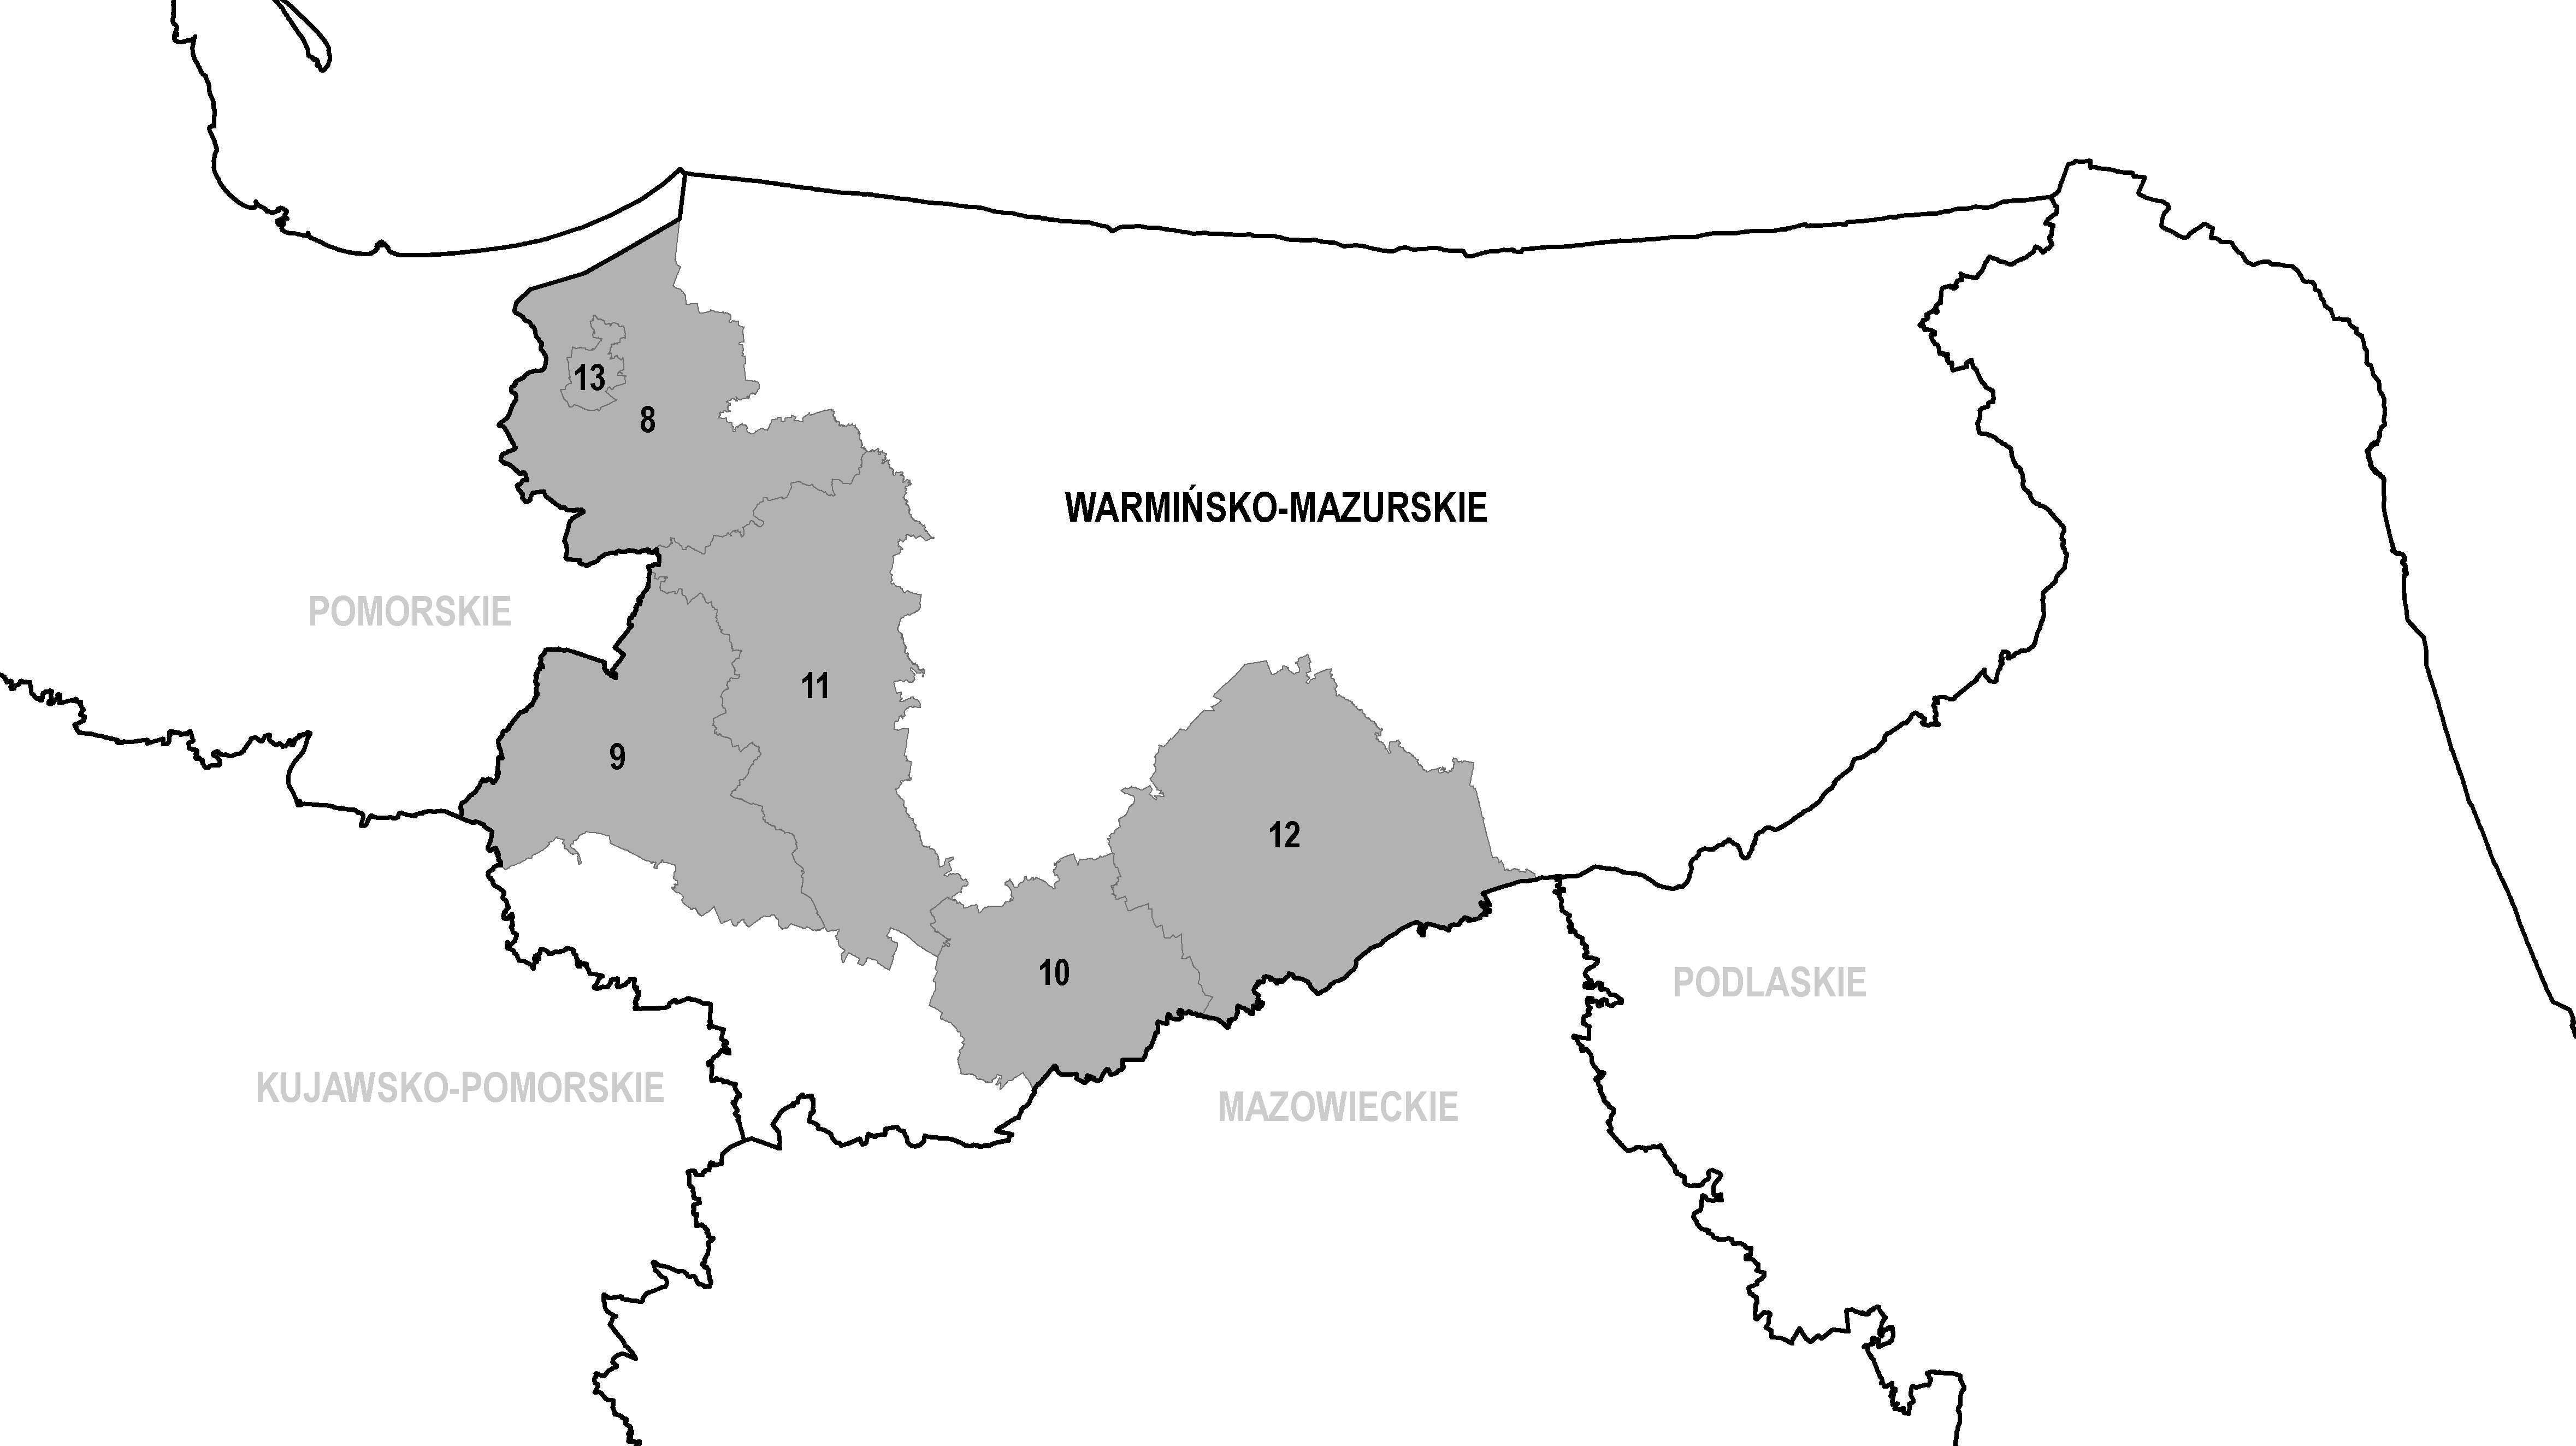 13
8
WARMIŃSKO-MAZURSKIE
POMORSKIE
11
9
12
10
PODLASKIE
KUJAWSKO-POMORSKIE
MAZOWIECKIE